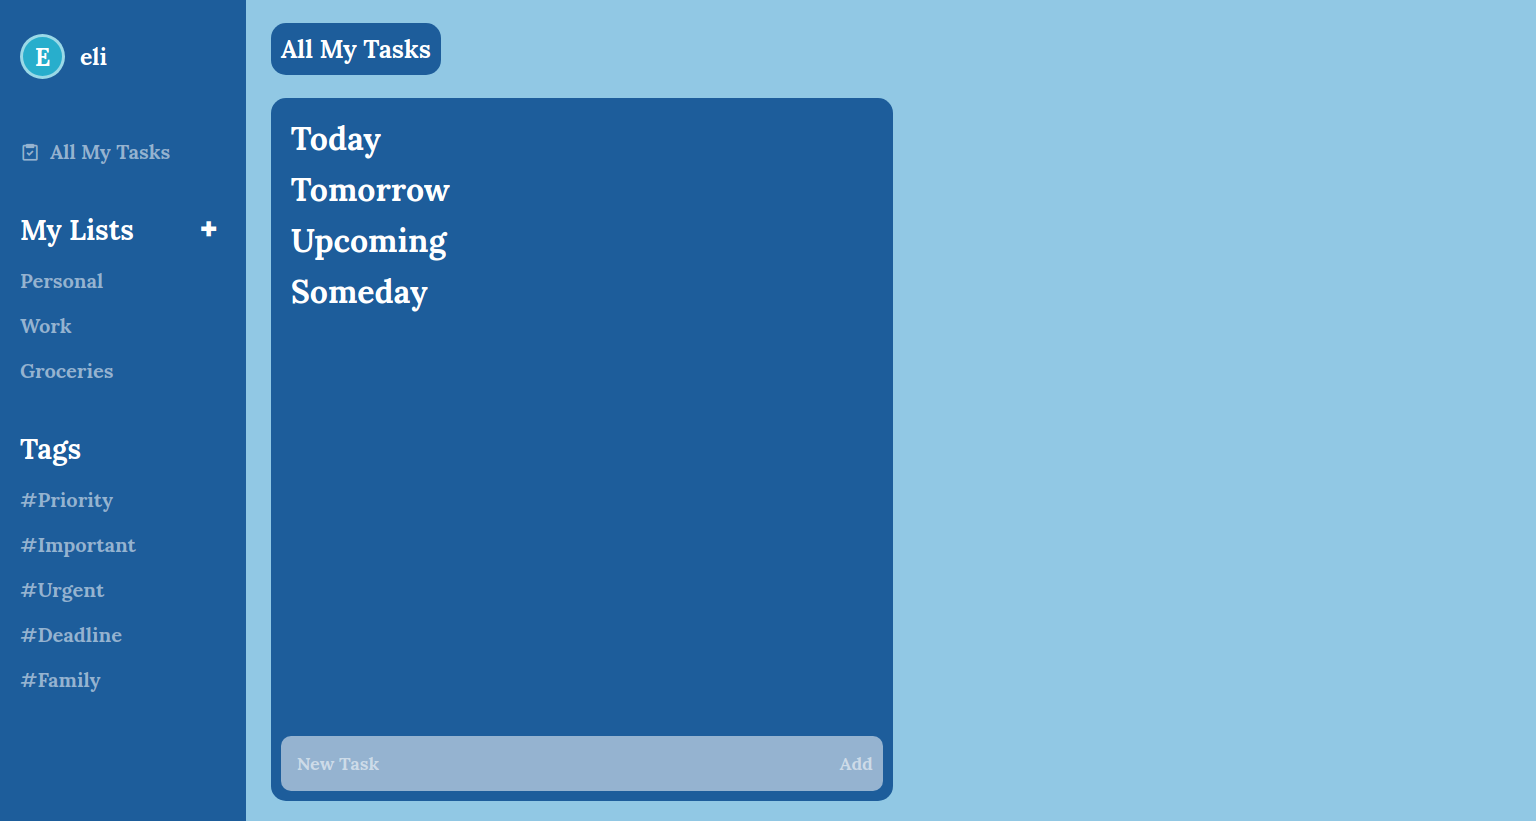 E eli
All My Tasks
My Lists
Personal
Work
Groceries
Tags
#Priority
#Important
#Urgent
#Deadline
#Family
All My Tasks
Today
Tomorrow
Upcoming
Someday
New Task Add